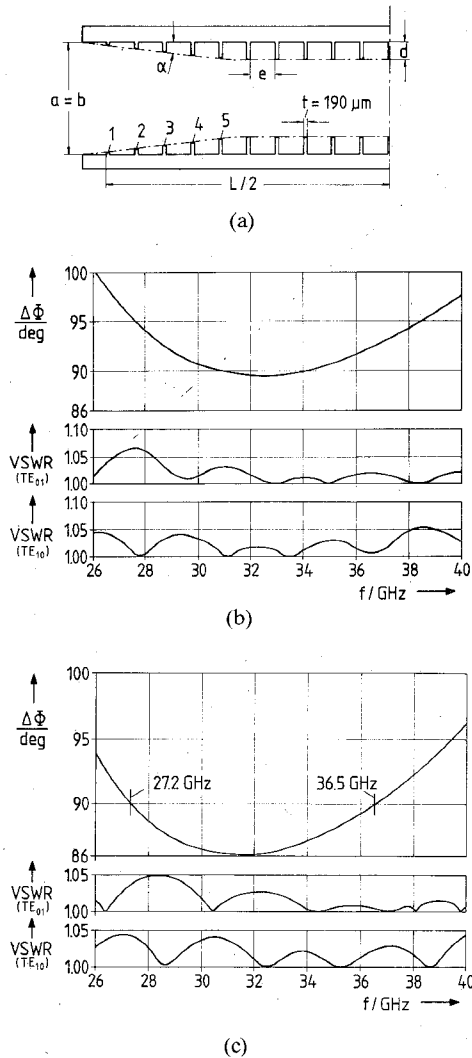 d
α
e
a = b
t = 190 μm
1 2 3 4 5
L/2
(a)
100
ΔΦ
deg
95
90
86
1.10
VSWR
(TE01)
1.05
1.00
1.10
VSWR
(TE10)
1.05
1.00
26 28 30 32 34 36 38 40
f / GHz
(b)
100
ΔΦ
deg
95
27.2 GHz
36.5 GHz
90
86
1.05
VSWR
(TE01)
1.00
1.05
VSWR
(TE10)
1.00
26 28 30 32 34 36 38 40
f / GHz
(c)